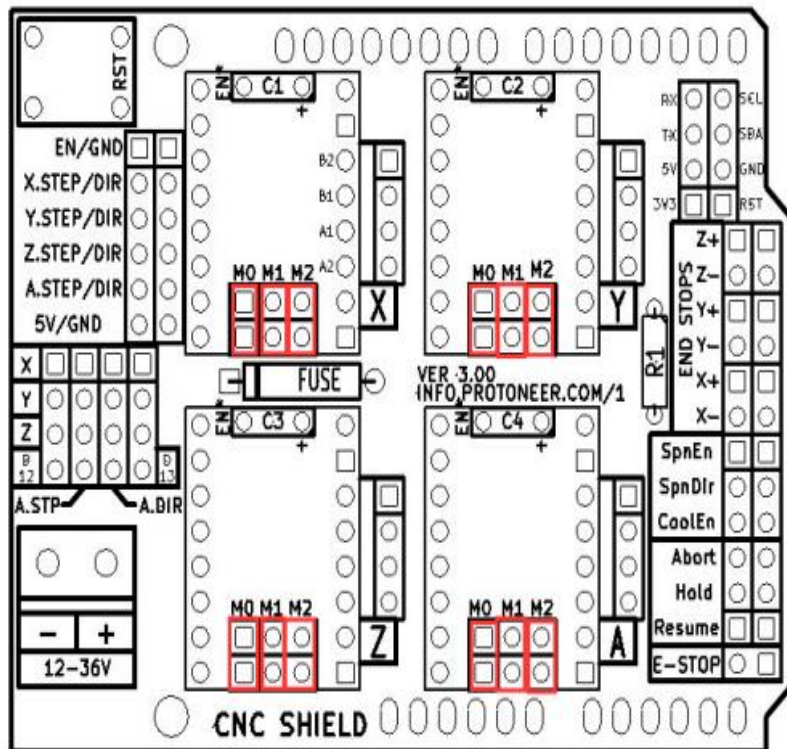 RST
EN*
C1
+
EN*
C2
+
RX SCL
TX SDA
5V GND
3V3 RST
EN/GND
X.STEP/DIR
Y.STEP/DIR
Z.STEP/DIR
A.STEP/DIR
5V/GND
B2
B1
A1
A2
M0 M1 M2
X
M0 M1 M2
Y
Z+
Z-
Y+
Y-
X+
X-
END STOPS
R1
FUSE
VER 3.00
INFO.PROTONEER.COM/1
X
Y
Z
D
12
D
13
A.STP
A.DIR
EN*
C3
+
EN*
C4
+
SpnEn
SpnDir
CoolEn
Abort
Hold
Resume
E-STOP
- +
12-36V
M0 M1 M2
Z
M0 M1 M2
A
CNC SHIELD